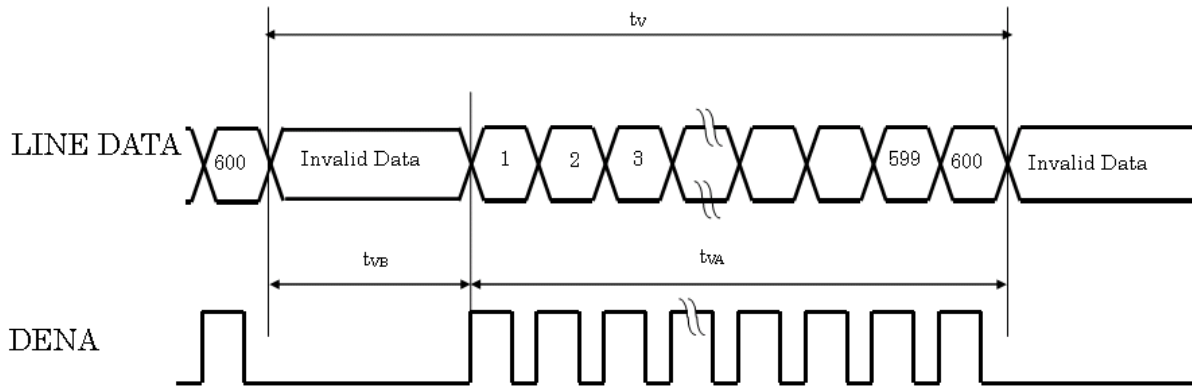 tV
LINE DATA 600 Invalid Data 1 2 3 599 600 Invalid Data
tVB tVA
DENA